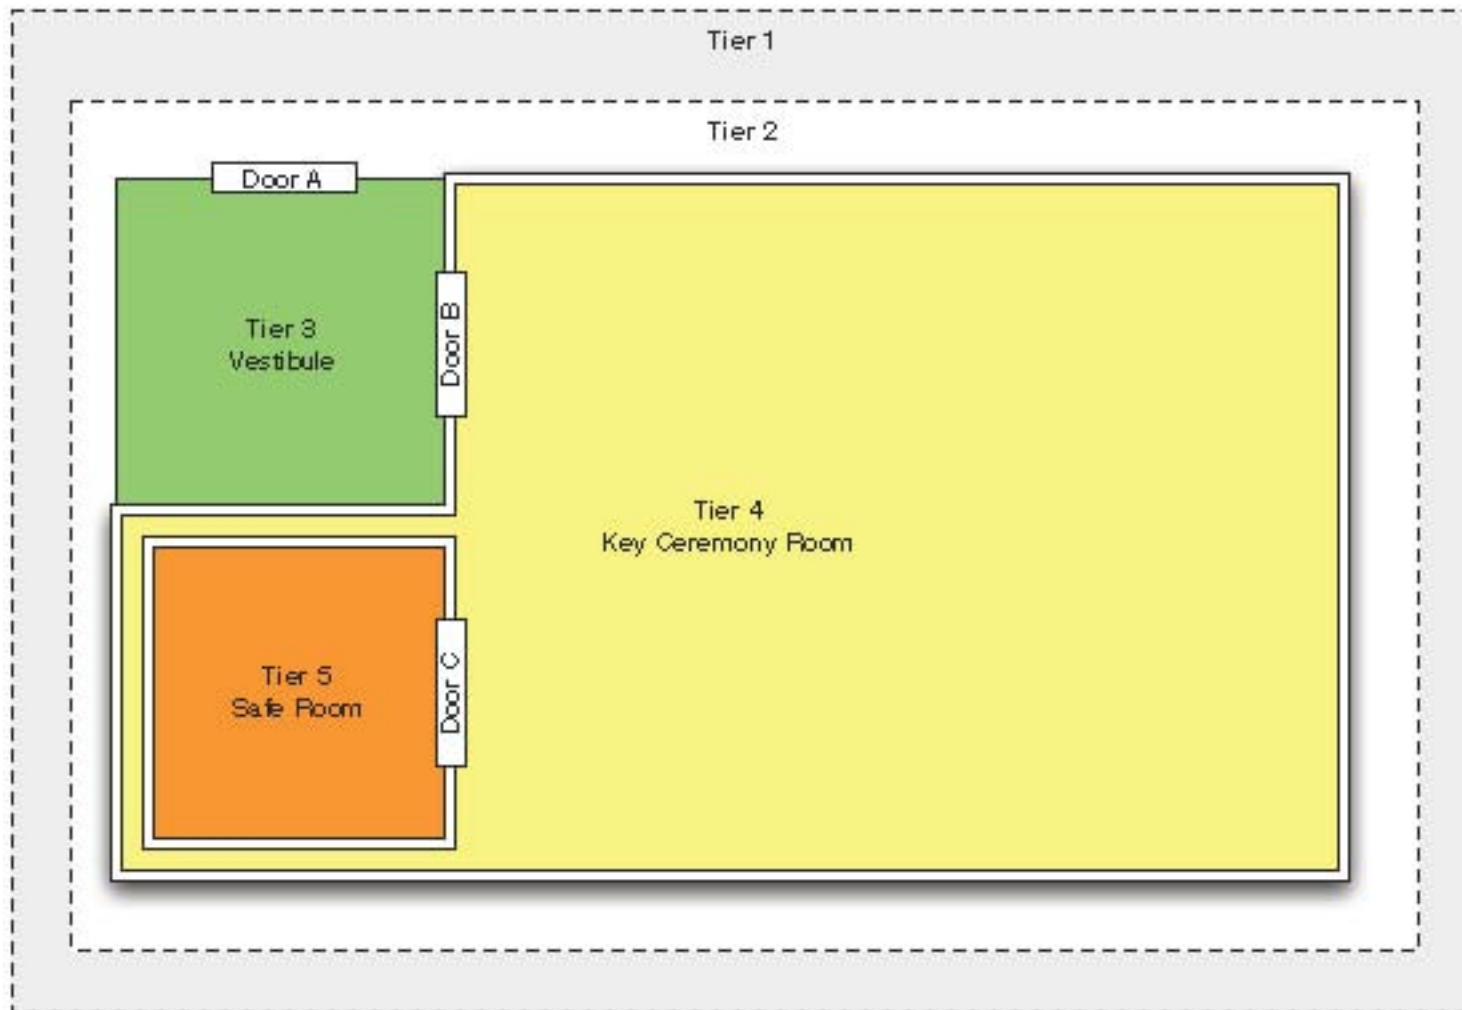 Tier 1
Tier 2
Door A
Door B
Tier 3
Vestibule
Tier 4
Key Ceremony Room
Tier 5
Safe Room
Door C